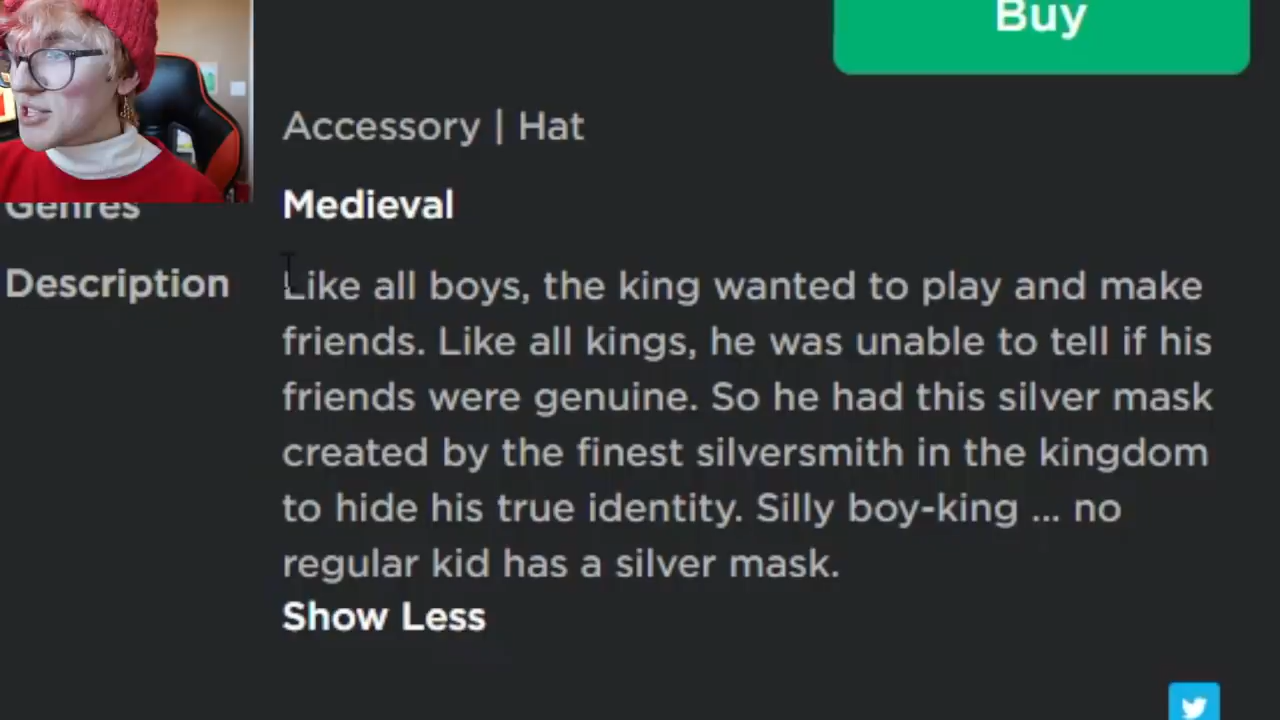 Buy
Accessory | Hat
Genres
Medieval
Description
Like all boys, the king wanted to play and make
friends. Like all kings, he was unable to tell if his
friends were genuine. So he had this silver mask
created by the finest silversmith in the kingdom
to hide his true identity. Silly boy-king ... no
regular kid has a silver mask.
Show Less